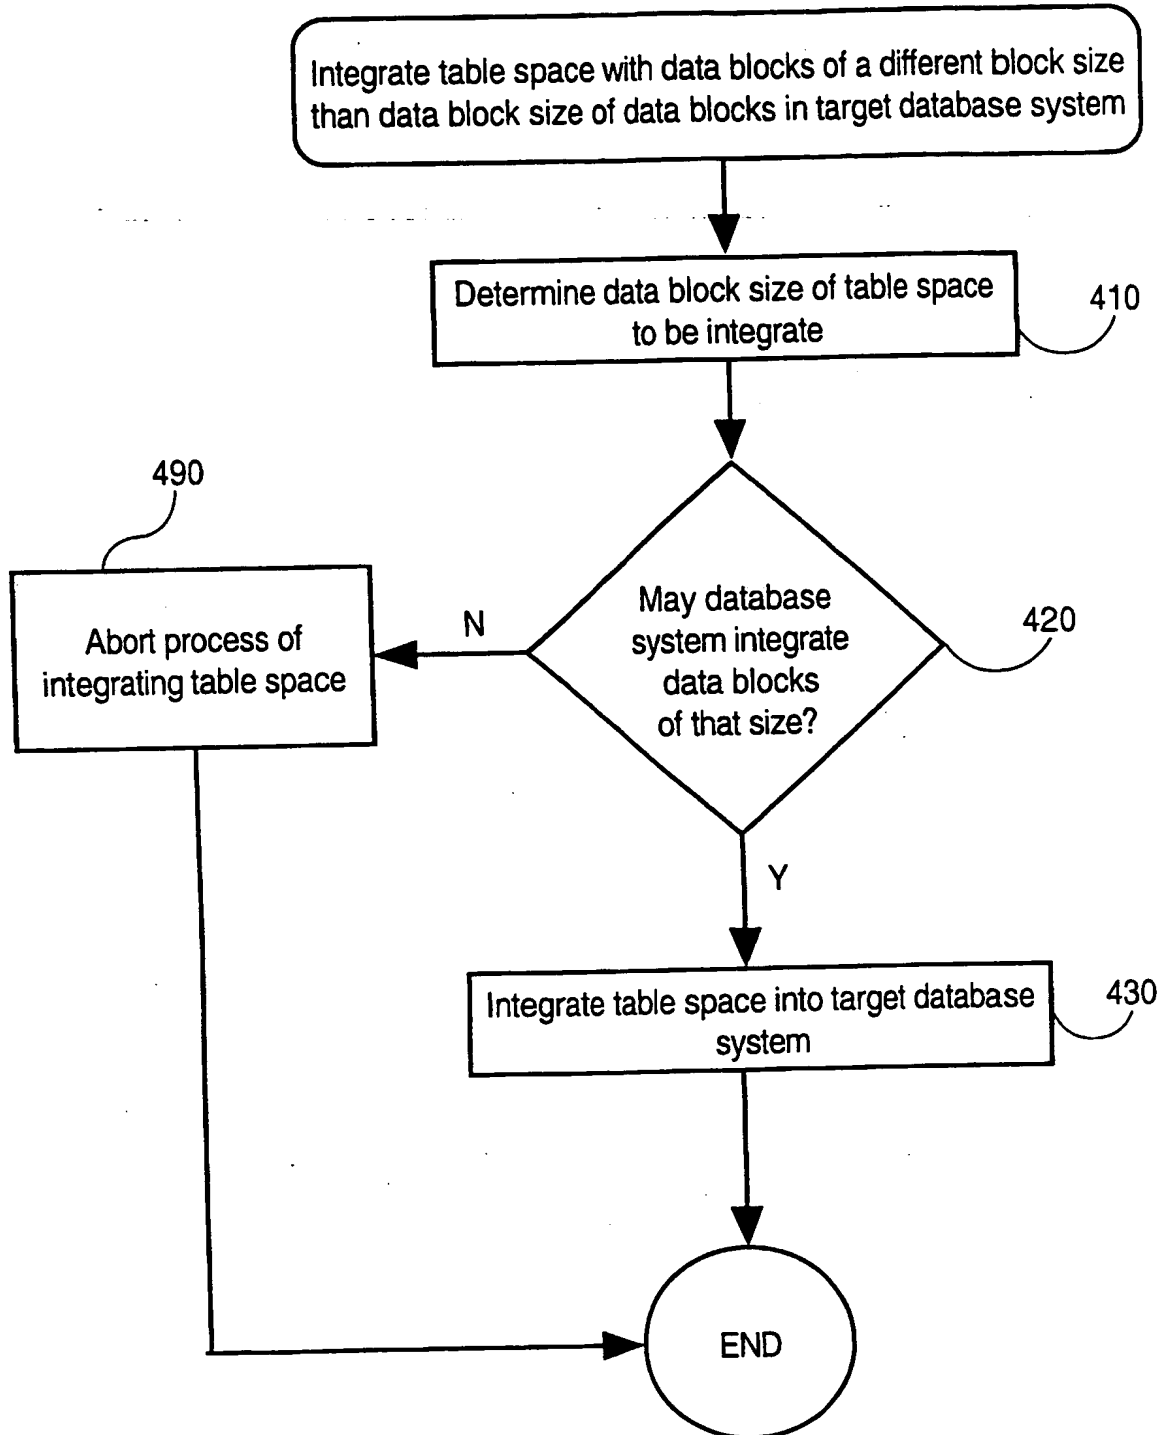 Integrate table space with data blocks of a different block size
than data block size of data blocks in target database system
Determine data block size of table space
to be integrate
410
490
May database
system integrate
data blocks
of that size?
420
N
Abort process of
integrating table space
Y
Integrate table space into target database
system
430
END